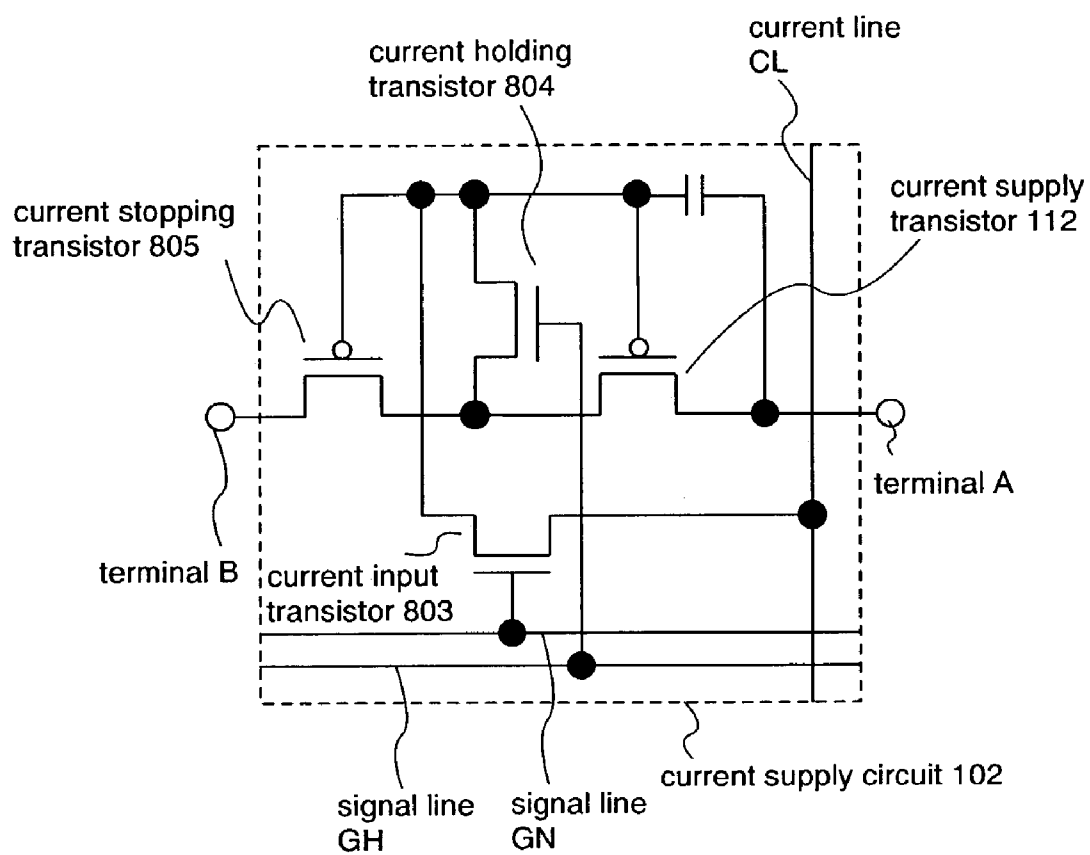 current line
CL
current holding
transistor 804
current supply
transistor 112
current stopping
transistor 805
terminal A
terminal B
current input
transistor 803
current supply circuit 102
signal line
GH
signal line
GN